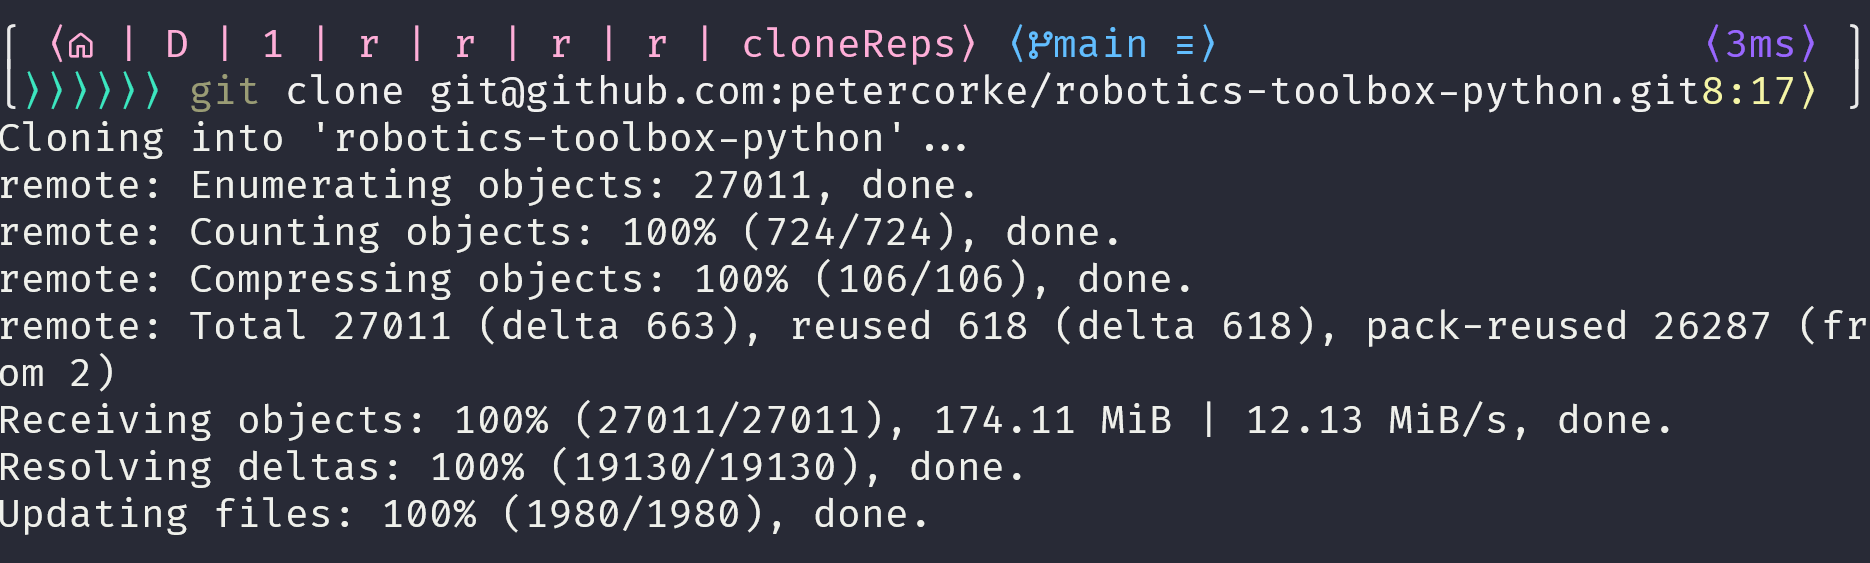 ⟨⌂ | D | 1 | r | r | r | r | cloneReps⟩ ⟨main ≡⟩ ⟨3ms⟩
⟩⟩⟩⟩⟩⟩ git clone git@github.com:petercorke/robotics-toolbox-python.git8:17⟩
Cloning into 'robotics-toolbox-python'...
remote: Enumerating objects: 27011, done.
remote: Counting objects: 100% (724/724), done.
remote: Compressing objects: 100% (106/106), done.
remote: Total 27011 (delta 663), reused 618 (delta 618), pack-reused 26287 (fr
om 2)
Receiving objects: 100% (27011/27011), 174.11 MiB | 12.13 MiB/s, done.
Resolving deltas: 100% (19130/19130), done.
Updating files: 100% (1980/1980), done.